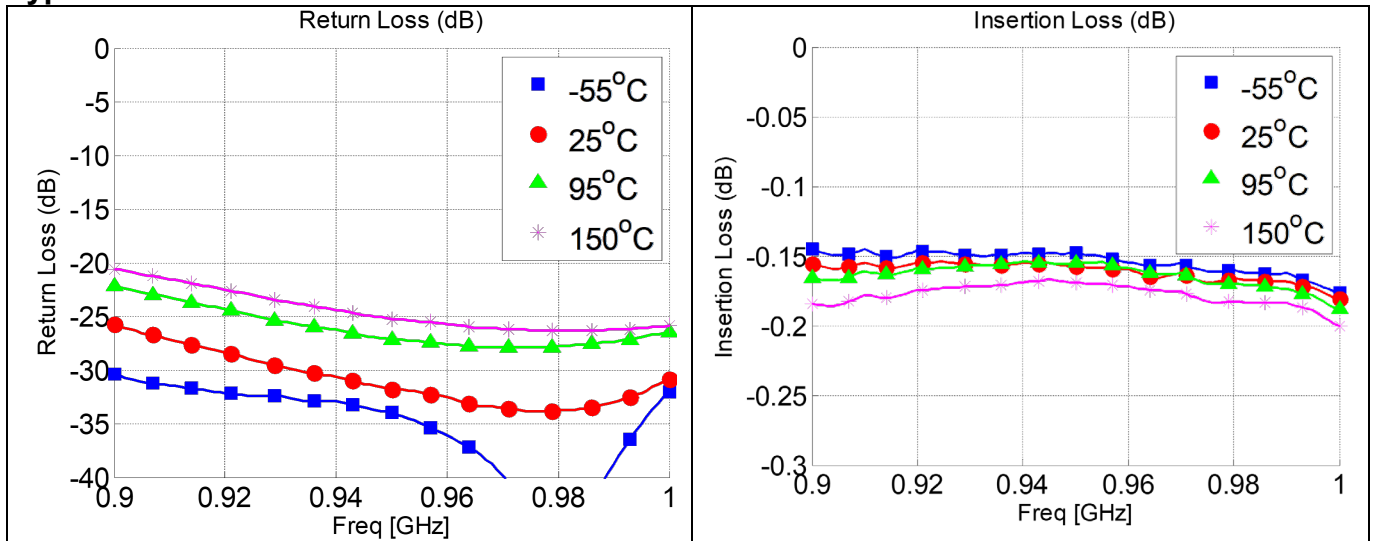 Return Loss (dB)
0
-5
-10
-15
-20
-25
-30
-35
-40
Return Loss (dB)
-55°C
25°C
95°C
150°C
0.9
0.92
0.94
0.96
0.98
1
Freq [GHz]
Insertion Loss (dB)
0
-0.05
-0.1
-0.15
-0.2
-0.25
-0.3
Insertion Loss (dB)
-55°C
25°C
95°C
150°C
0.9
0.92
0.94
0.96
0.98
1
Freq [GHz]